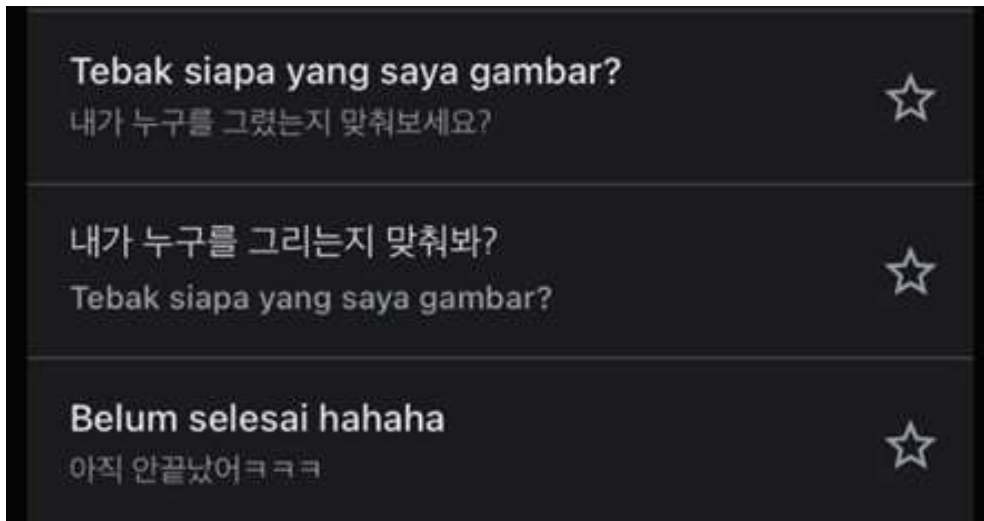 Tebak siapa yang saya gambar?
내가 누구를 그렸는지 맞춰보세요?
내가 누구를 그리는지 맞춰봐?
Tebak siapa yang saya gambar?
Belum selesai hahaha
아직 안끝났어ㅋㅋㅋ